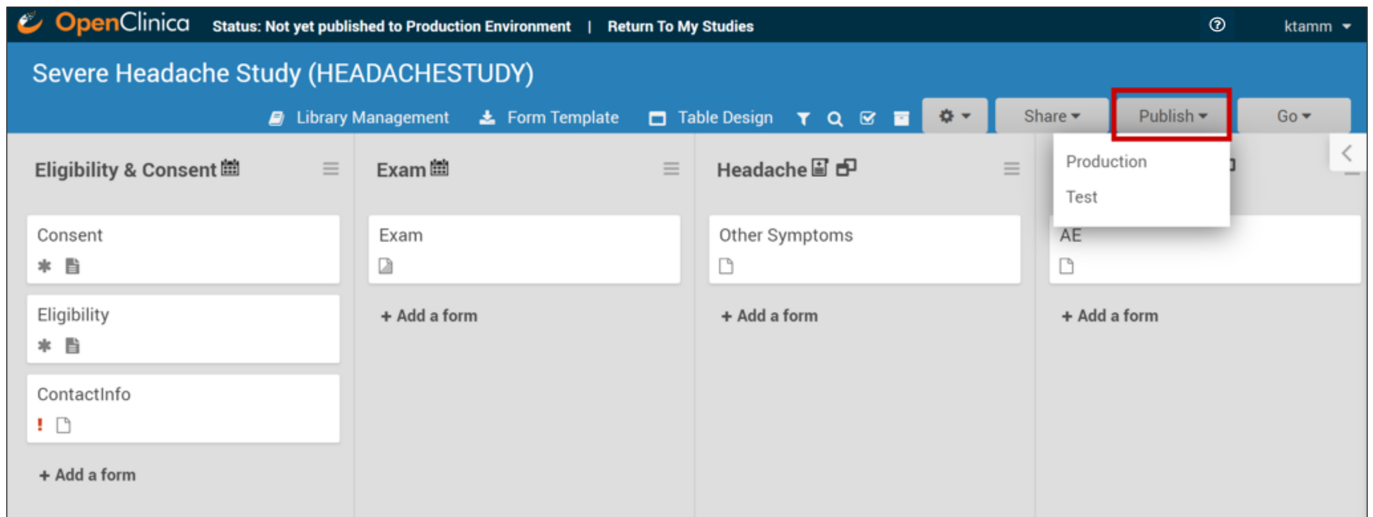 OpenClinica Status: Not yet published to Production Environment | Return To My Studies ktamm
Severe Headache Study (HEADACHESTUDY)
Library Management Form Template Table Design Share Publish Go
Eligibility & Consent Exam Headache Production
Test
Consent Exam Other Symptoms AE
Eligibility + Add a form + Add a form + Add a form
ContactInfo
+ Add a form